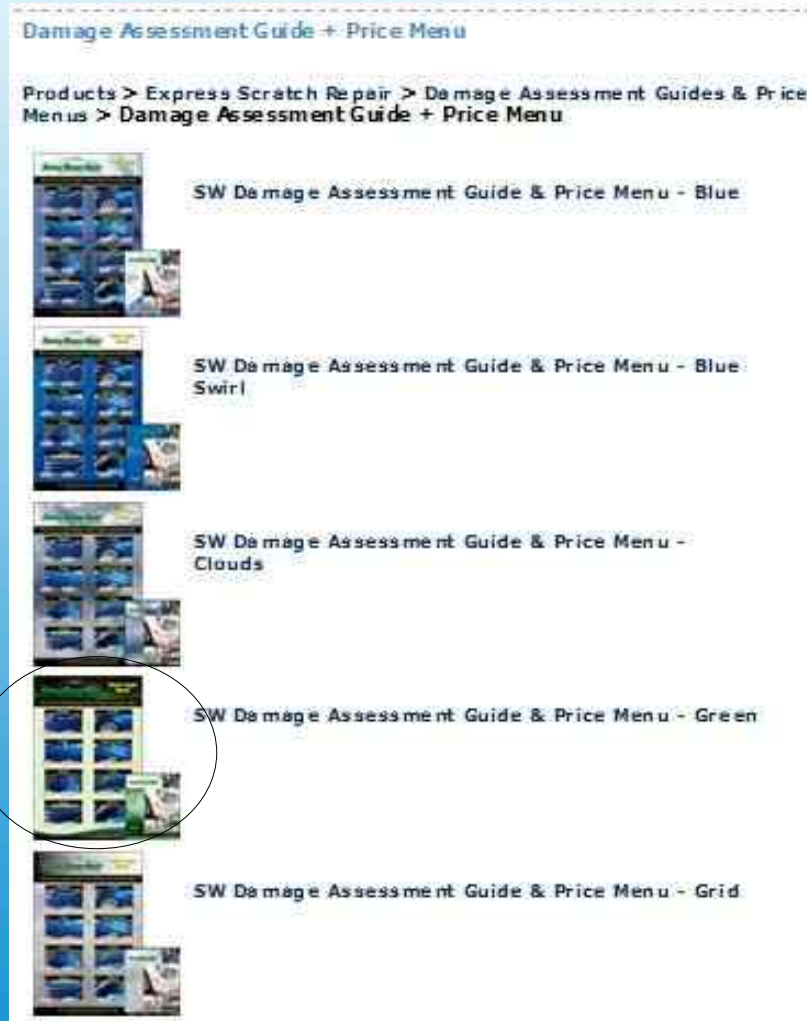 Damage Assessment Guide + Price Menu
Products > Express Scratch Repair > Damage Assessment Guides & Price
Menus > Damage Assessment Guide + Price Menu
SW Damage Assessment Guide & Price Menu - Blue
SW Damage Assessment Guide & Price Menu - Blue
Swirl
SW Damage Assessment Guide & Price Menu -
Clouds
SW Damage Assessment Guide & Price Menu - Green
SW Damage Assessment Guide & Price Menu - Grid